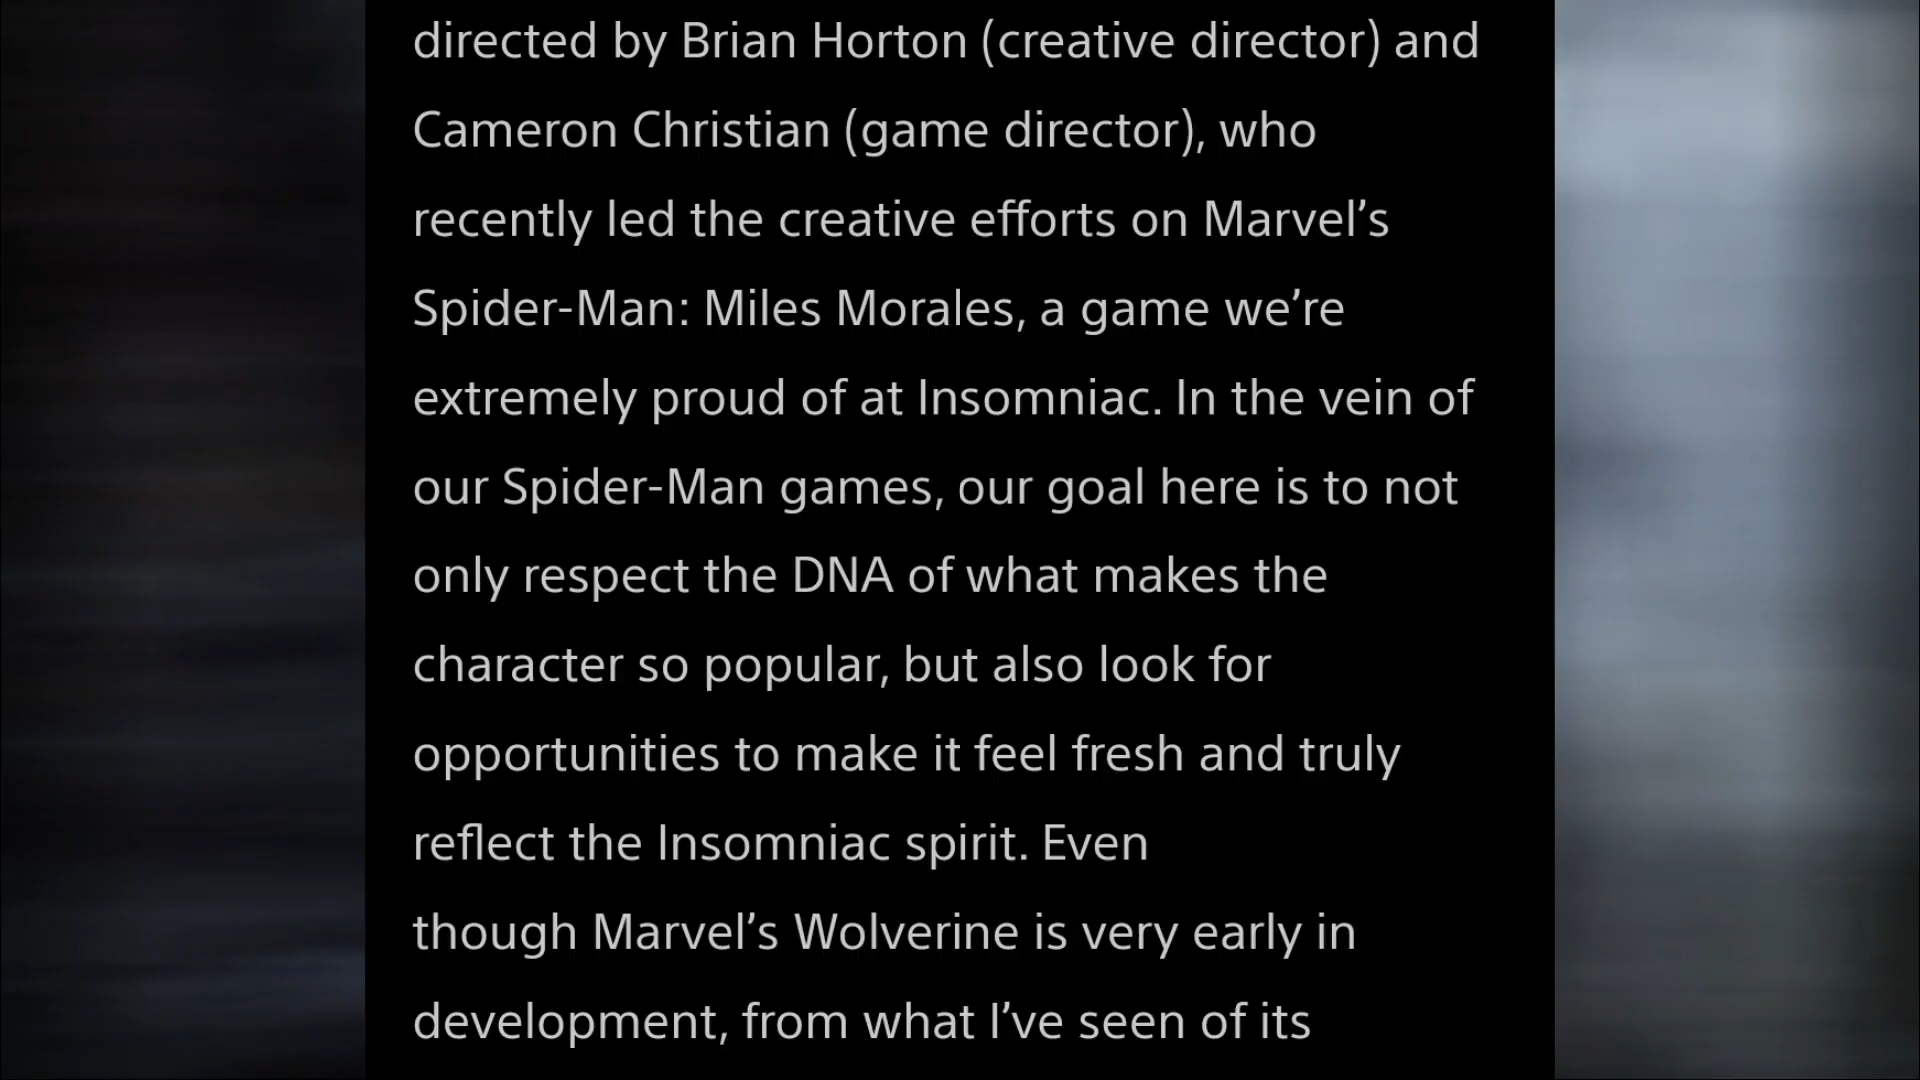 directed by Brian Horton (creative director) and
Cameron Christian (game director), who
recently led the creative efforts on Marvel’s
Spider-Man: Miles Morales, a game we’re
extremely proud of at Insomniac. In the vein of
our Spider-Man games, our goal here is to not
only respect the DNA of what makes the
character so popular, but also look for
opportunities to make it feel fresh and truly
reflect the Insomniac spirit. Even
though Marvel’s Wolverine is very early in
development, from what I’ve seen of its